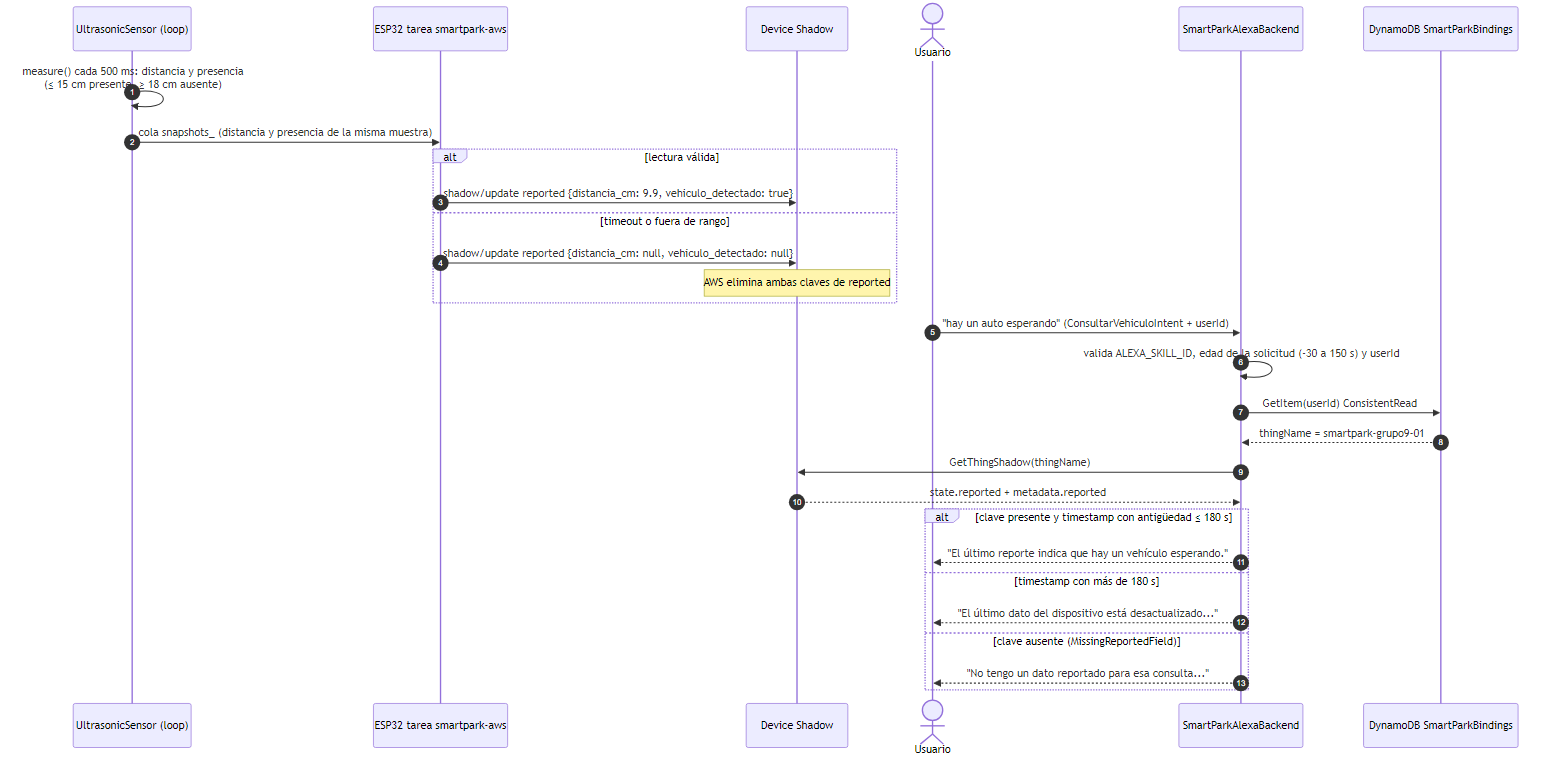 UltrasonicSensor (loop)
ESP32 tarea smartpark-aws
Device Shadow
Usuario
SmartParkAlexaBackend
DynamoDB SmartParkBindings
measure() cada 500 ms: distancia y presencia
(≤ 15 cm presente, ≥ 18 cm ausente)
1
cola snapshots_ (distancia y presencia de la misma muestra)
2
alt
[lectura válida]
shadow/update reported {distancia_cm: 9.9, vehiculo_detectado: true}
3
[timeout o fuera de rango]
shadow/update reported {distancia_cm: null, vehiculo_detectado: null}
4
AWS elimina ambas claves de reported
"hay un auto esperando" (ConsultarVehiculoIntent + userId)
5
valida ALEXA_SKILL_ID, edad de la solicitud (-30 a 150 s) y userId
6
GetItem(userId) ConsistentRead
7
thingName = smartpark-grupo9-01
8
GetThingShadow(thingName)
9
state.reported + metadata.reported
10
alt
[clave presente y timestamp con antigüedad ≤ 180 s]
"El último reporte indica que hay un vehículo esperando."
11
[timestamp con más de 180 s]
"El último dato del dispositivo está desactualizado..."
12
[clave ausente (MissingReportedField)]
"No tengo un dato reportado para esa consulta..."
13
UltrasonicSensor (loop)
ESP32 tarea smartpark-aws
Device Shadow
Usuario
SmartParkAlexaBackend
DynamoDB SmartParkBindings